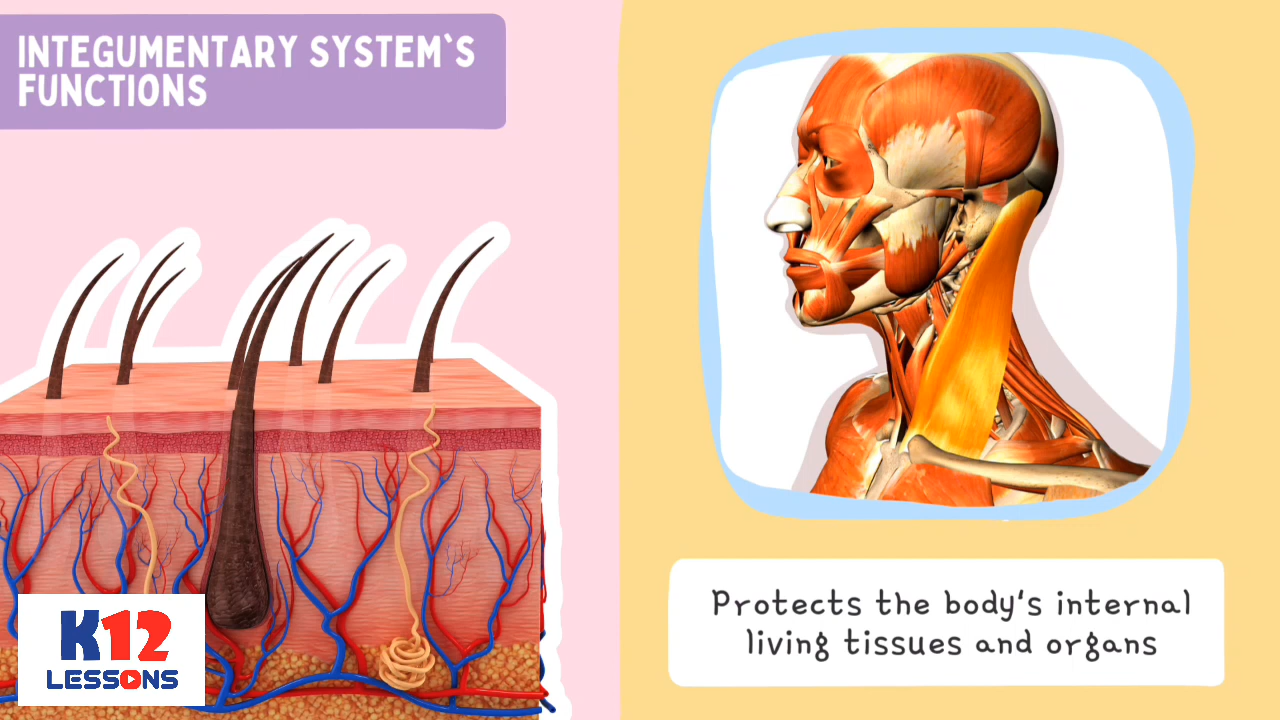 INTEGUMENTARY SYSTEM`S
FUNCTIONS
Protects the body's internal
living tissues and organs
K12
LESSONS